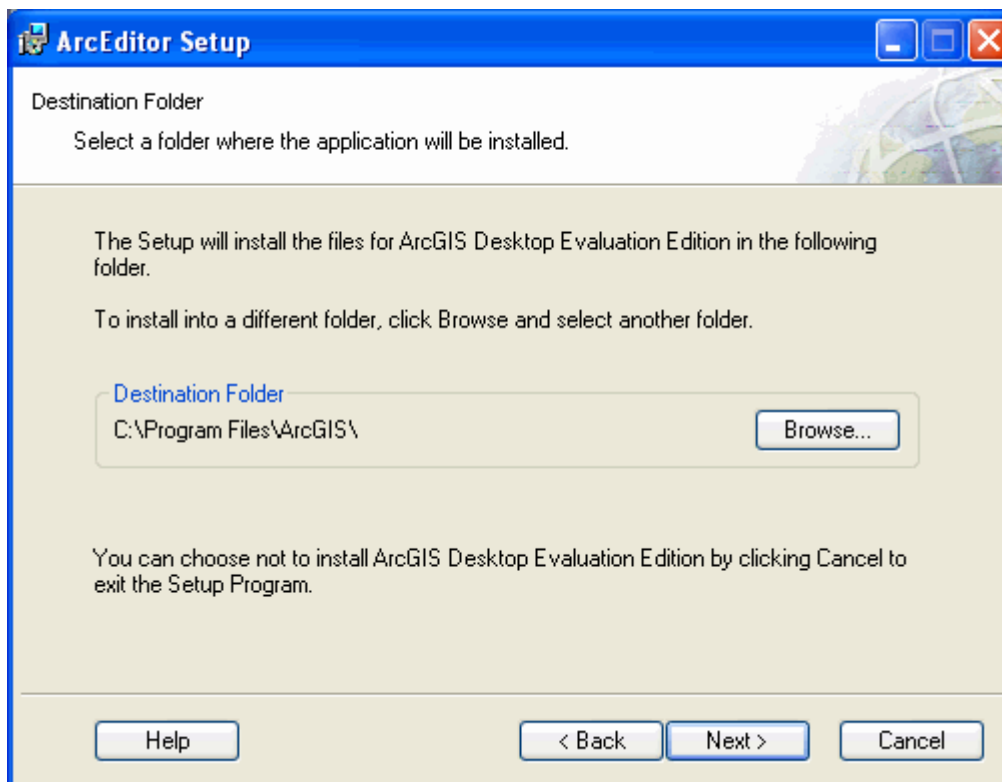 ArcEditor Setup
Destination Folder
Select a folder where the application will be installed.
The Setup will install the files for ArcGIS Desktop Evaluation Edition in the following
folder.
To install into a different folder, click Browse and select another folder.
Destination Folder
C:\Program Files\ArcGIS\
Browse...
You can choose not to install ArcGIS Desktop Evaluation Edition by clicking Cancel to
exit the Setup Program.
Help
< Back
Next >
Cancel